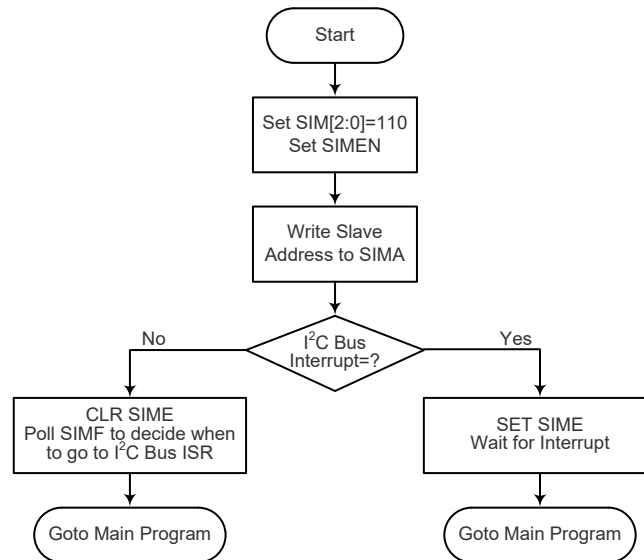 Start
Set SIM[2:0]=110
Set SIMEN
Write Slave
Address to SIMA
I²C Bus
Interrupt=?
No
Yes
CLR SIME
Poll SIMF to decide when
to go to I²C Bus ISR
SET SIME
Wait for Interrupt
Goto Main Program
Goto Main Program